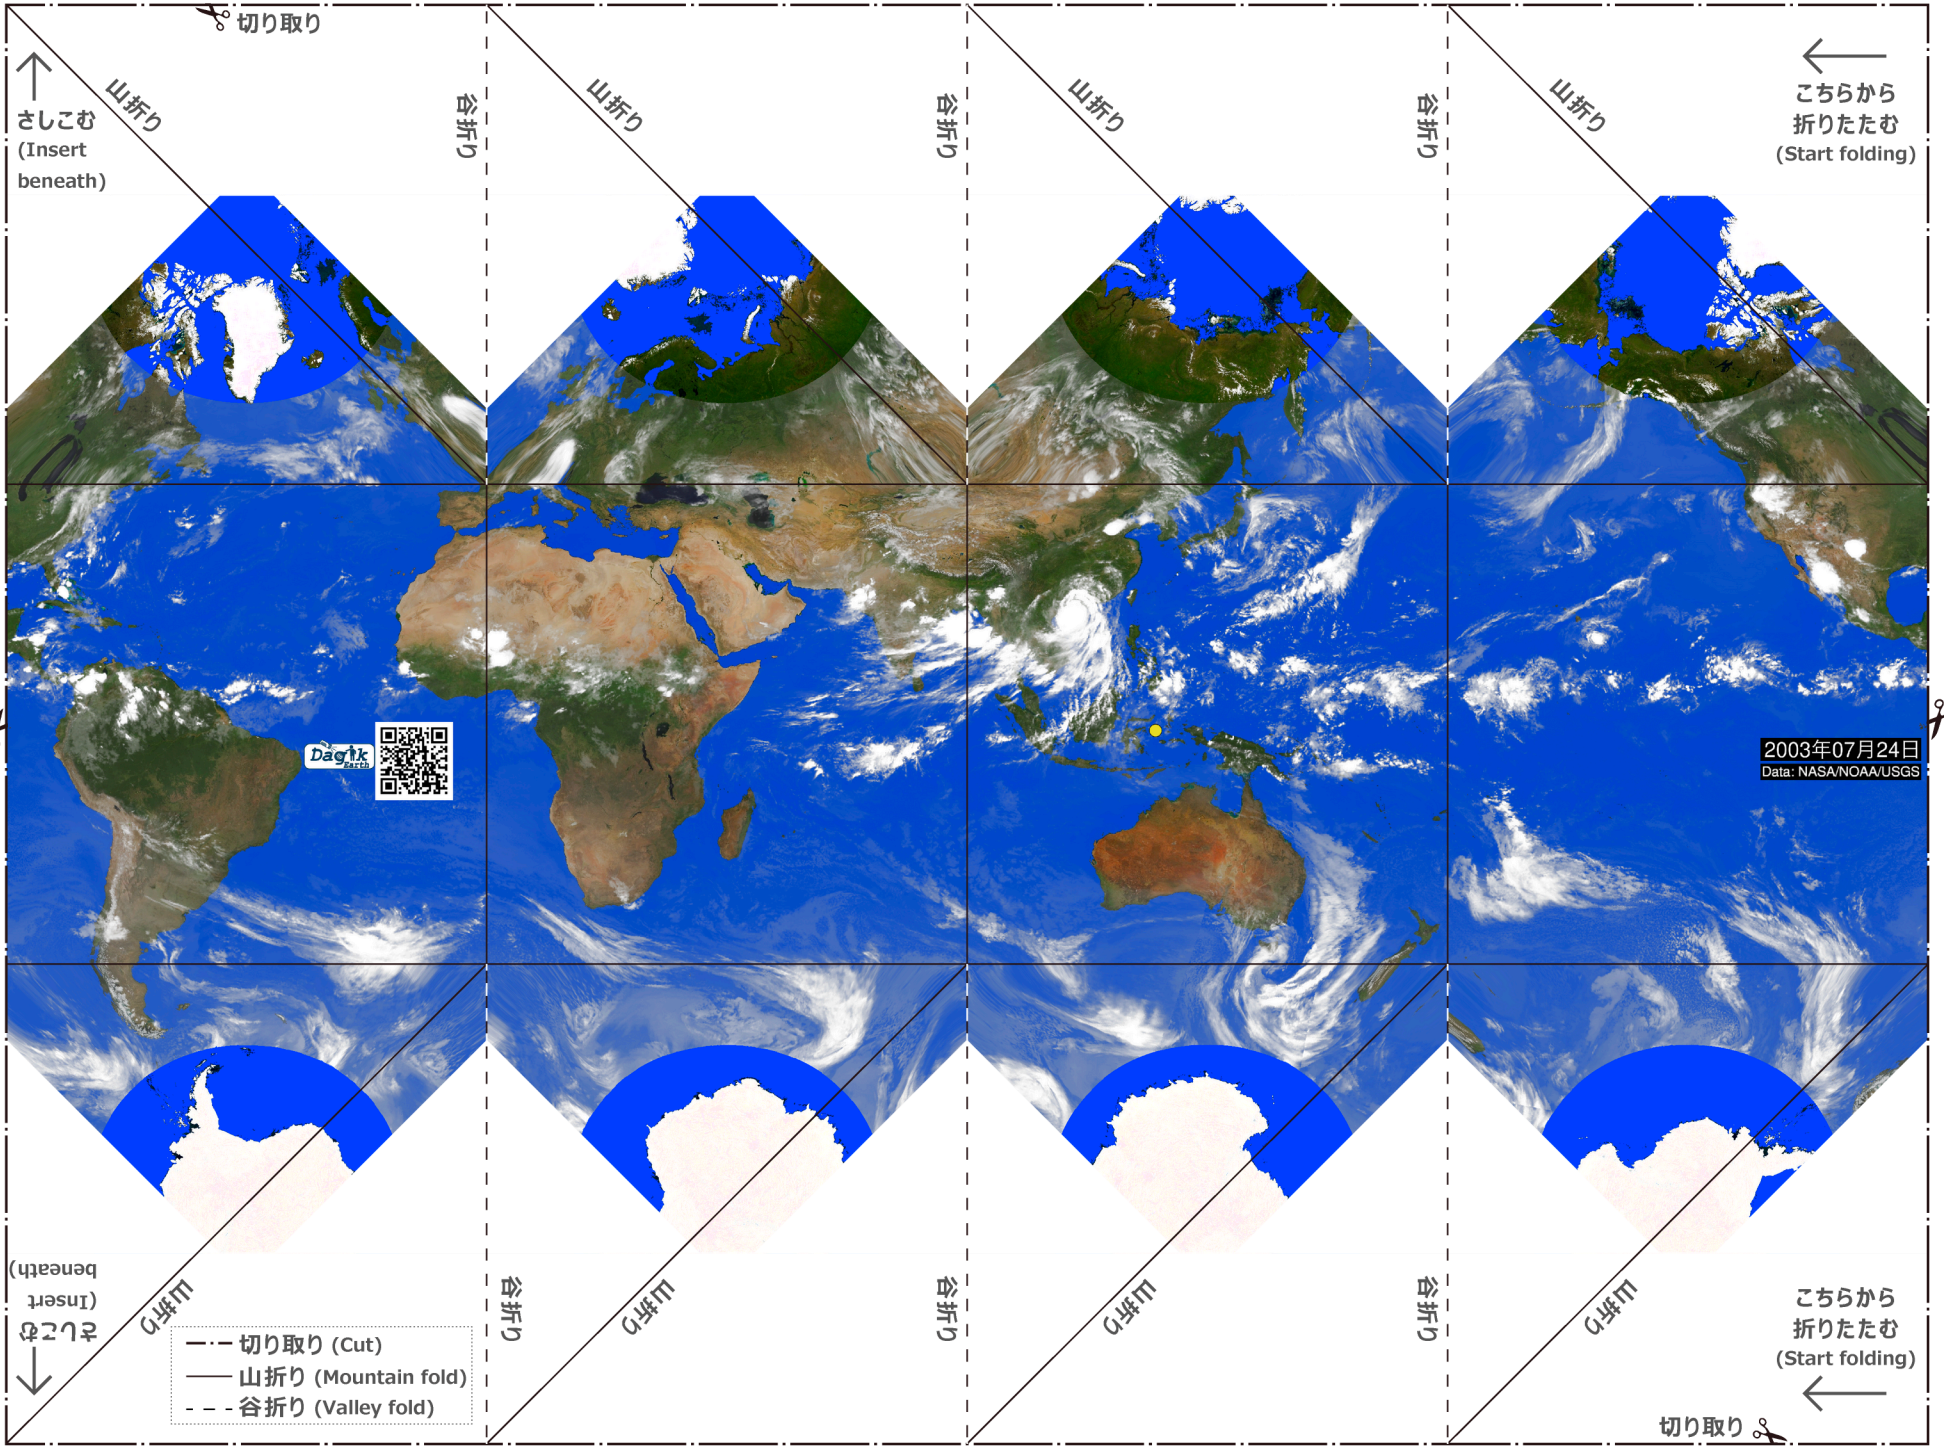 切り取り
さしこむ
(Insert
beneath)
山折り
谷折り
山折り
谷折り
山折り
谷折り
山折り
こちらから
折りたたむ
(Start folding)
Dagik
Earth
2003年07月24日
Data: NASA/NOAA/USGS
さしこむ
(Insert
beneath)
山折り
谷折り
山折り
谷折り
山折り
谷折り
山折り
こちらから
折りたたむ
(Start folding)
切り取り (Cut)
山折り (Mountain fold)
谷折り (Valley fold)
切り取り